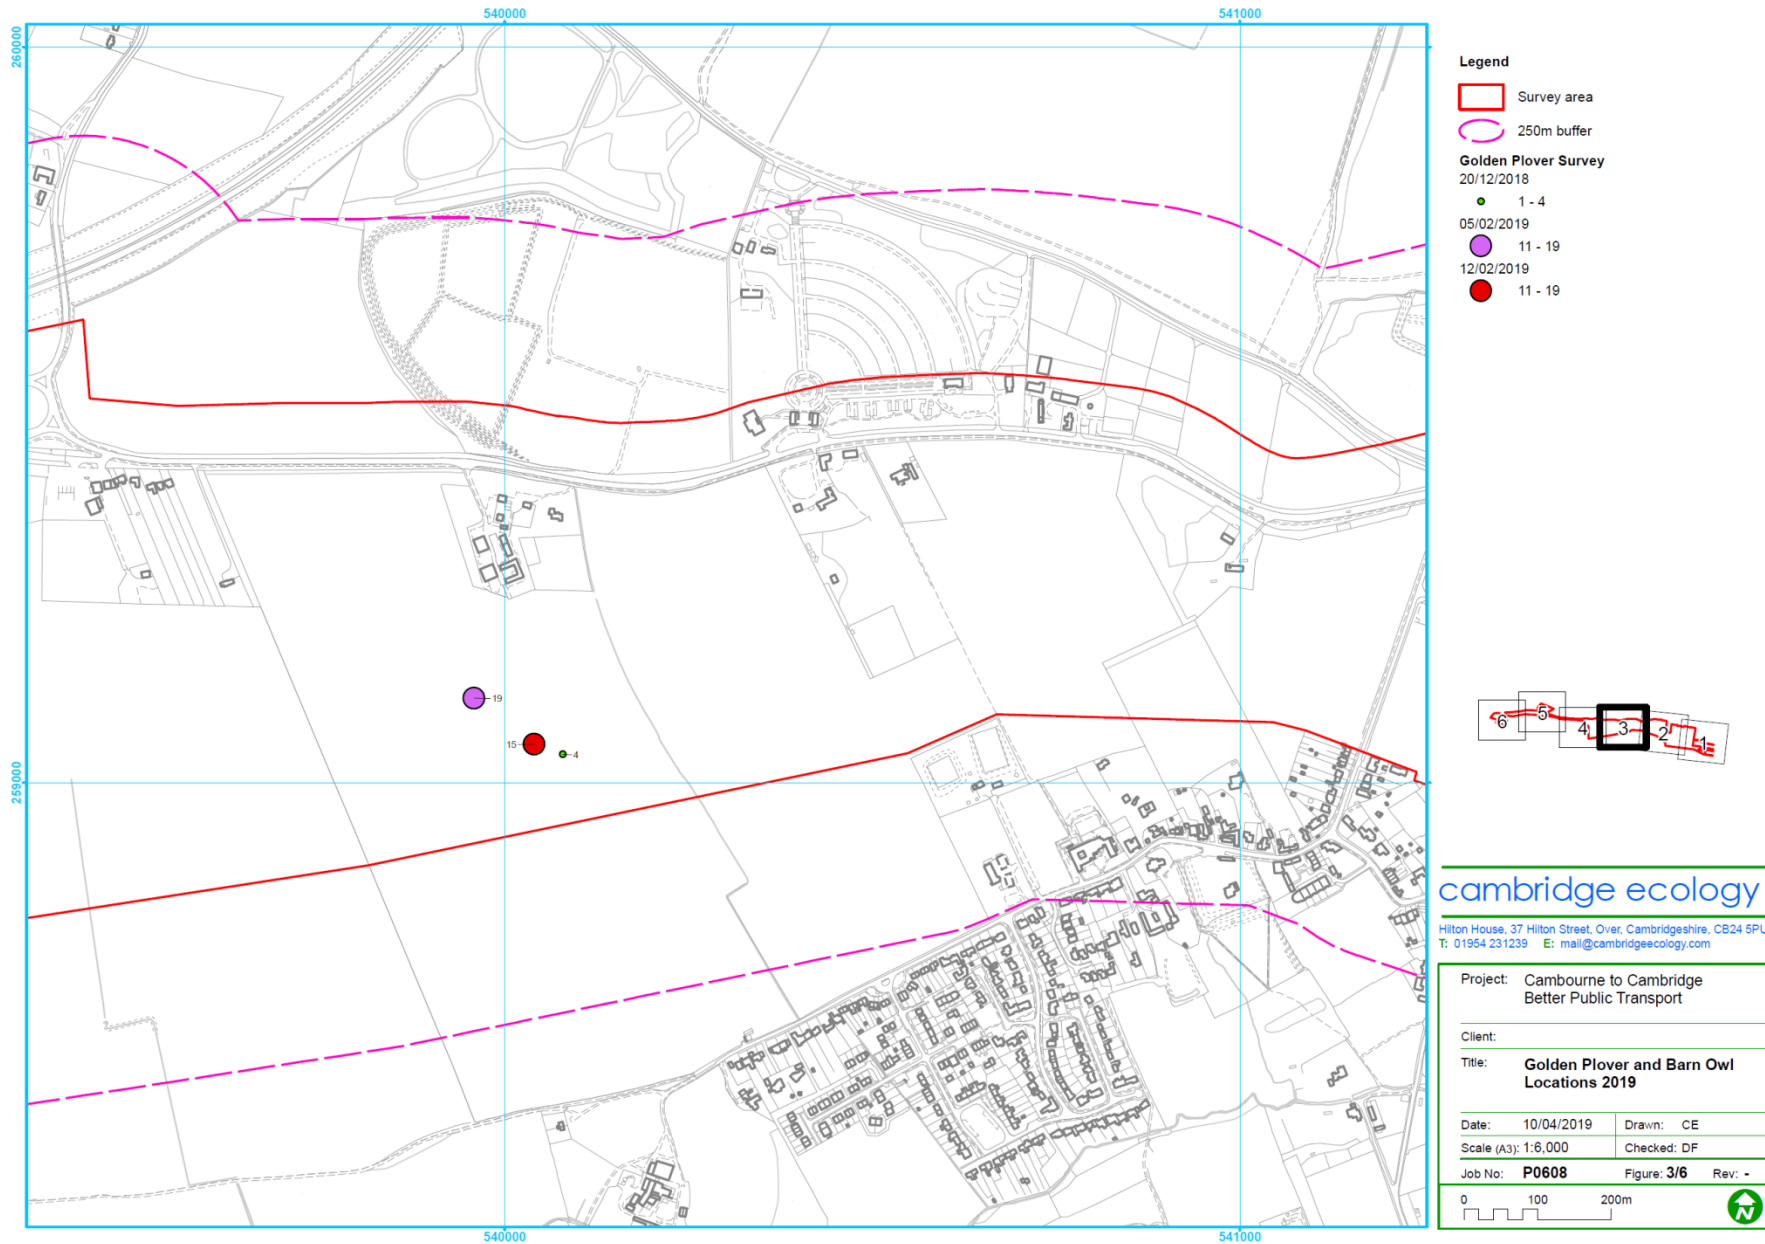 540000
541000
260000
259000
19
15
4
540000
541000
Legend
Survey area
250m buffer
Golden Plover Survey
20/12/2018
1 - 4
05/02/2019
11 - 19
12/02/2019
11 - 19
6
5
4
3
2
1
cambridge ecology
Hilton House, 37 Hilton Street, Over, Cambridgeshire, CB24 5PU
T: 01954 231239 E: mail@cambridgeecology.com
Project: Cambourne to Cambridge
Better Public Transport
Client:
Title: Golden Plover and Barn Owl
Locations 2019
Date: 10/04/2019 Drawn: CE
Scale (A3): 1:6,000 Checked: DF
Job No: P0608 Figure: 3/6 Rev: -
0 100 200m
N